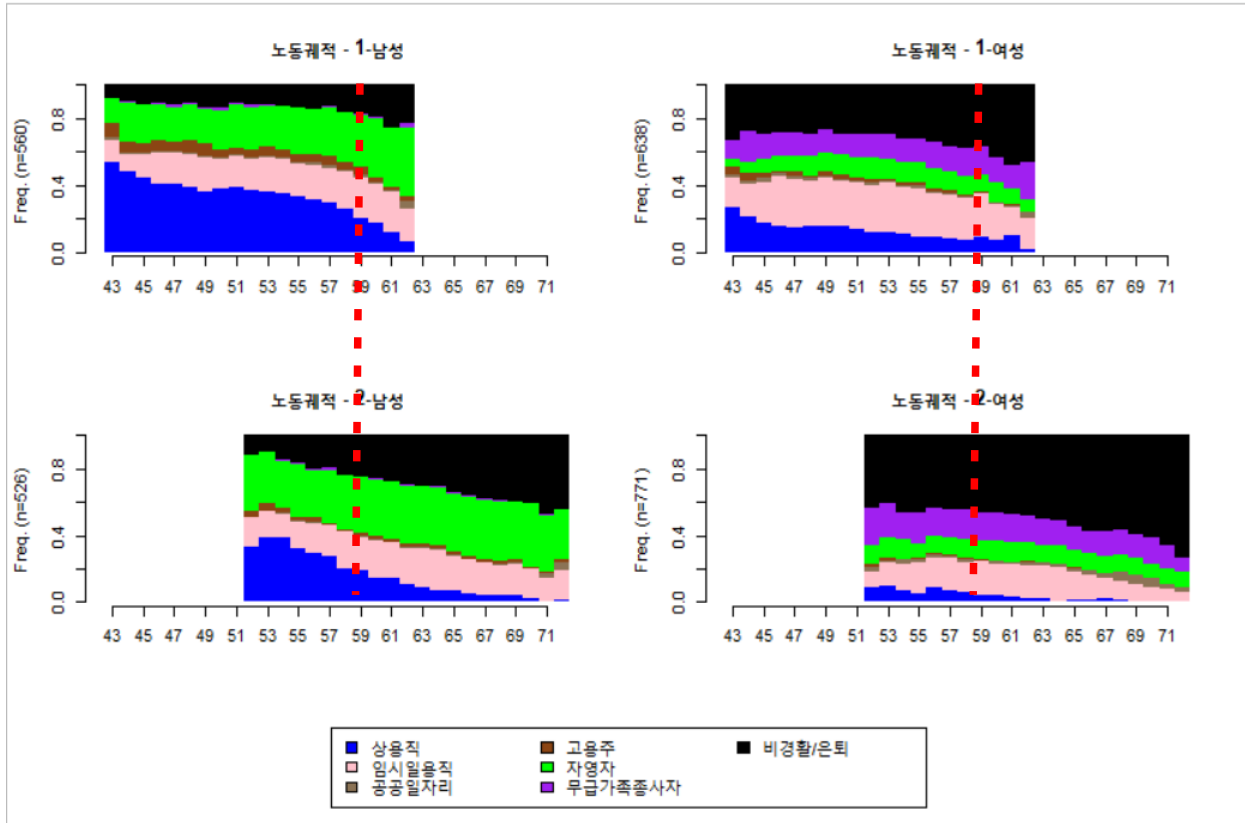 노동궤적 - 1-남성
Freq. (n=560)
0.0 0.4 0.8
43 45 47 49 51 53 55 57 59 61 63 65 67 69 71
노동궤적 - 1-여성
Freq. (n=638)
0.0 0.4 0.8
43 45 47 49 51 53 55 57 59 61 63 65 67 69 71
노동궤적 - 2-남성
Freq. (n=526)
0.0 0.4 0.8
43 45 47 49 51 53 55 57 59 61 63 65 67 69 71
노동궤적 - 2-여성
Freq. (n=771)
0.0 0.4 0.8
43 45 47 49 51 53 55 57 59 61 63 65 67 69 71
상용직 고용주 비경활/은퇴
임시일용직 자영자
공공일자리 무급가족종사자